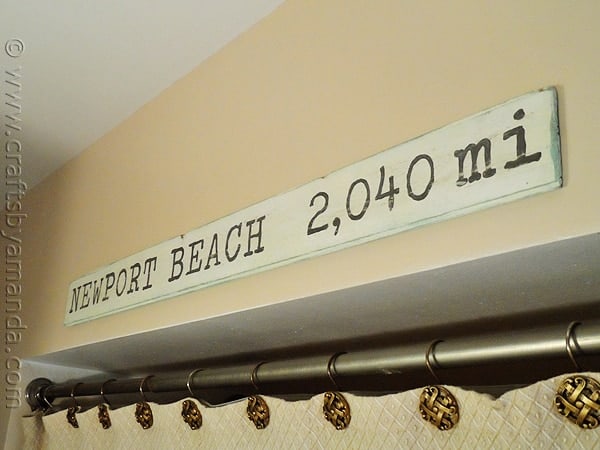 © www.craftsbyamanda.com
NEWPORT BEACH 2,040 mi